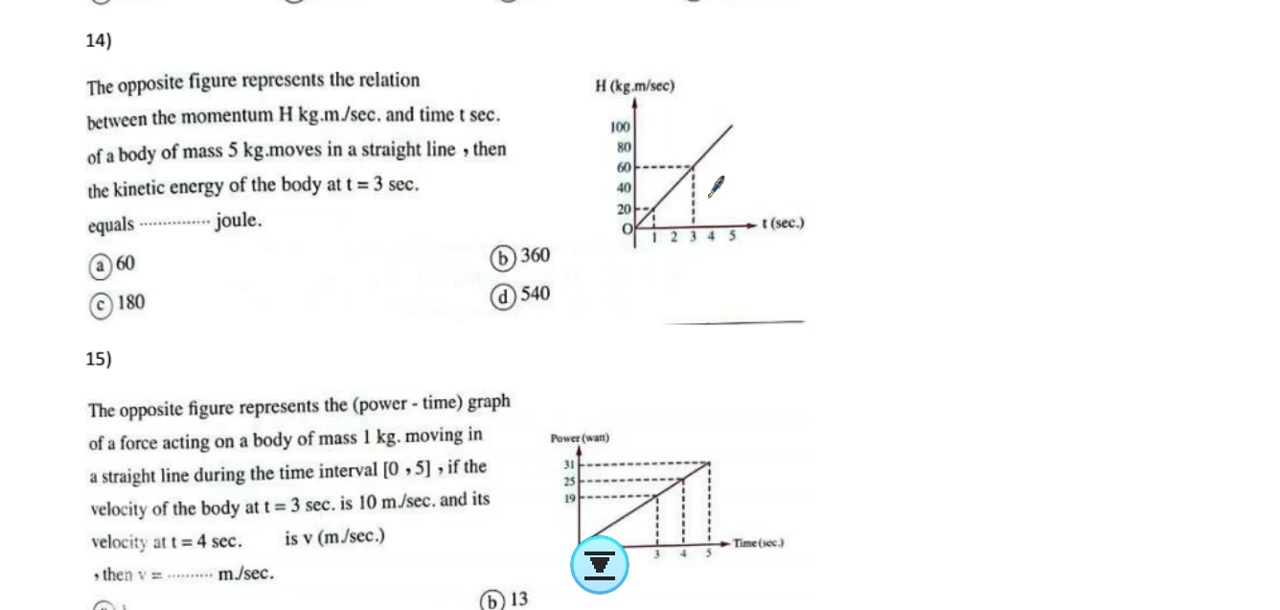 14)
The opposite figure represents the relation
between the momentum H kg.m./sec. and time t sec.
of a body of mass 5 kg.moves in a straight line , then
the kinetic energy of the body at t = 3 sec.
equals ·············· joule.
a 60
b 360
c 180
d 540
H (kg.m/sec)
100
80
60
40
20
O
1 2 3 4 5
t (sec.)
15)
The opposite figure represents the (power - time) graph
of a force acting on a body of mass 1 kg. moving in
a straight line during the time interval [0 , 5] , if the
velocity of the body at t = 3 sec. is 10 m./sec. and its
velocity at t = 4 sec. is v (m./sec.)
, then v = ·········· m./sec.
b 13
Power (watt)
31
25
19
3 4 5
Time (sec.)